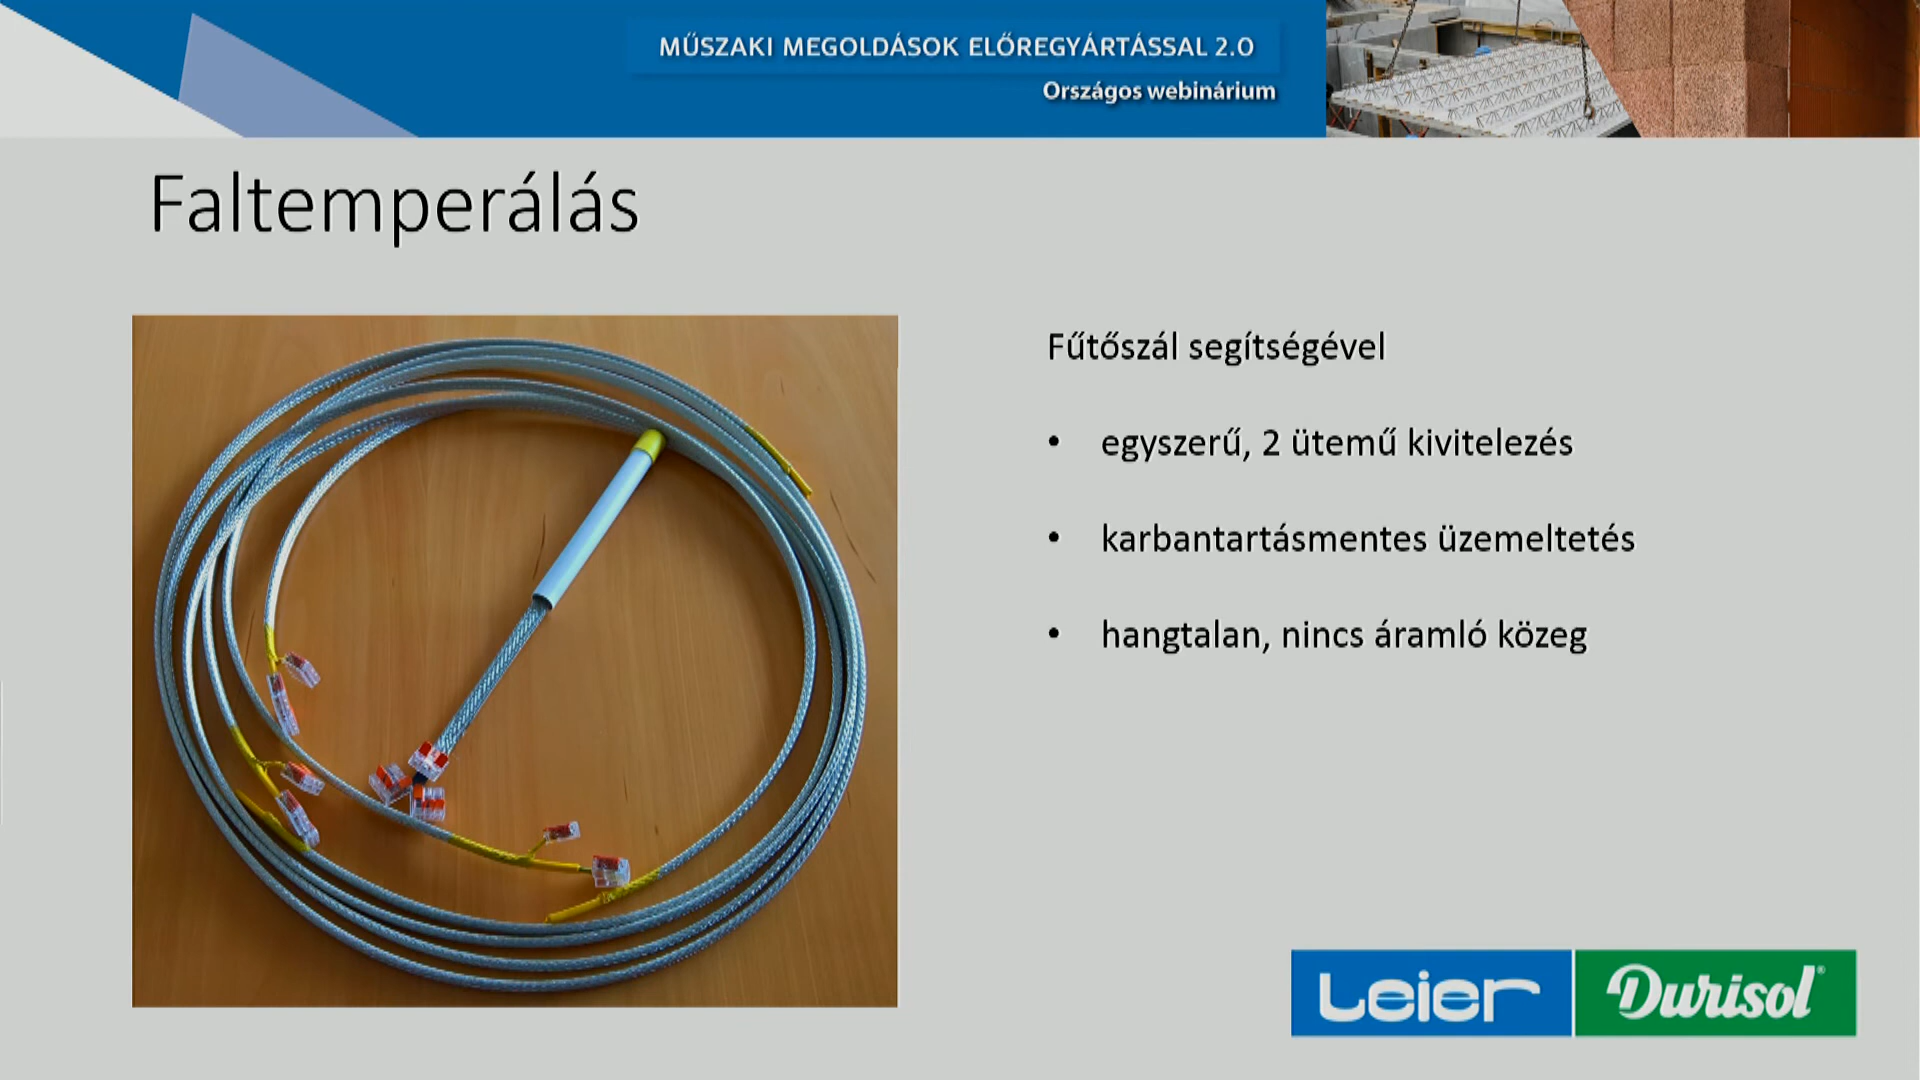 MŰSZAKI MEGOLDÁSOK ELŐREGYÁRTÁSSAL 2.0
Országos webinárium
Faltemperálás
Fűtőszál segítségével
• egyszerű, 2 ütemű kivitelezés
• karbantartásmentes üzemeltetés
• hangtalan, nincs áramló közeg
Leier
Durisol®